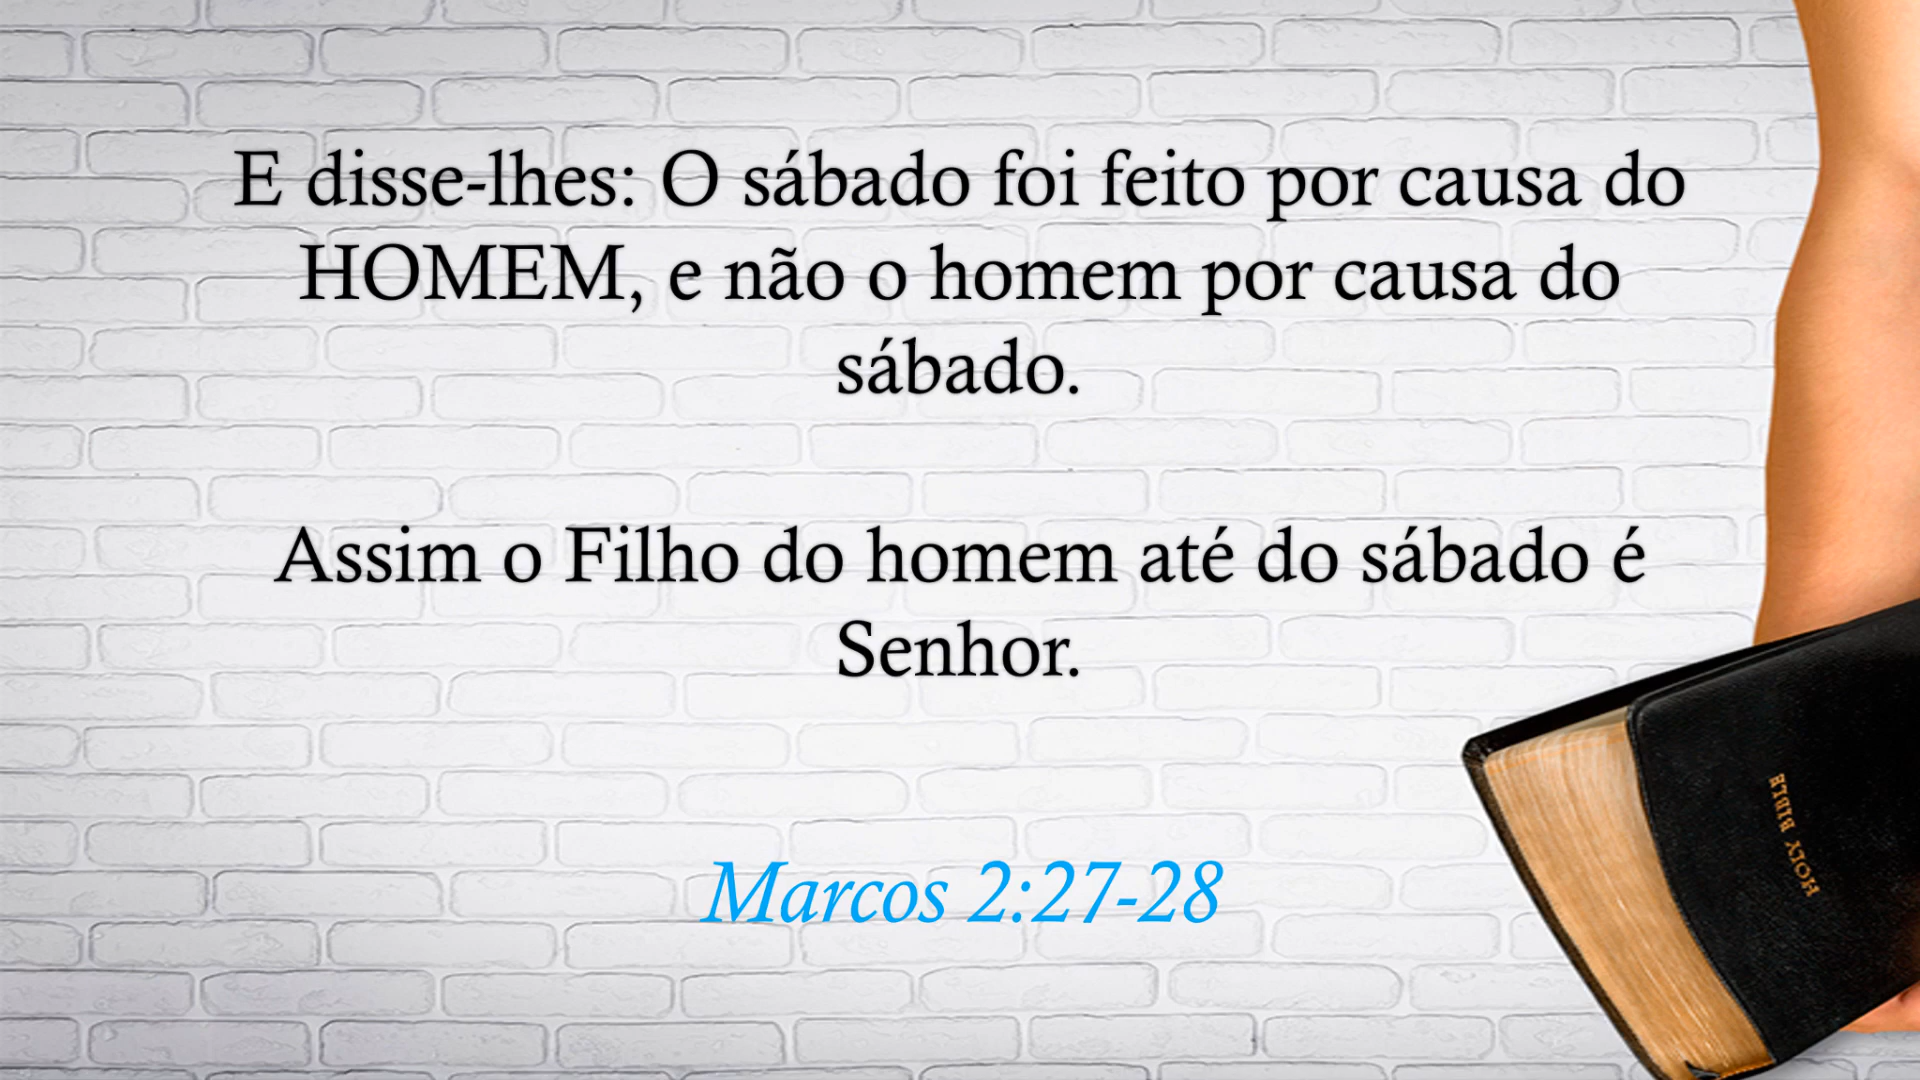 E disse-lhes: O sábado foi feito por causa do
HOMEM, e não o homem por causa do
sábado.
Assim o Filho do homem até do sábado é
Senhor.
Marcos 2:27-28
HOLY BIBLE